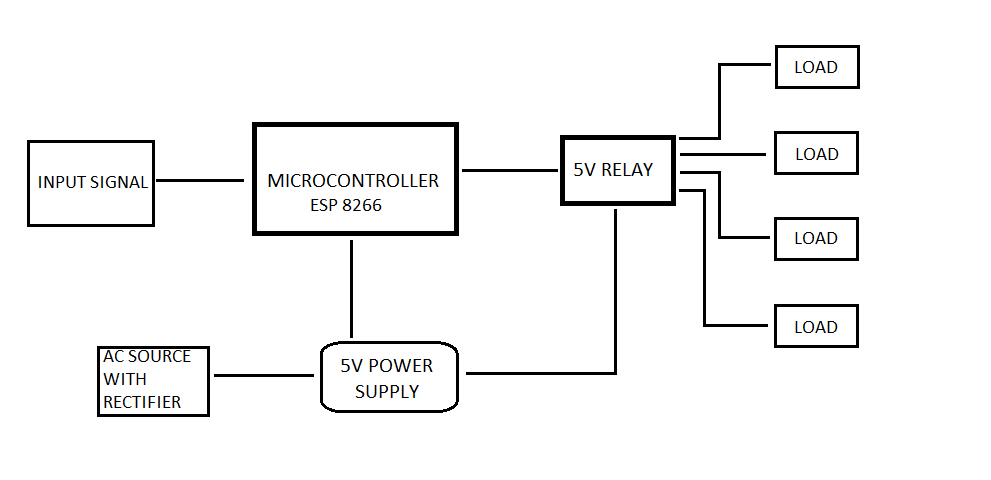 LOAD
INPUT SIGNAL
MICROCONTROLLER
ESP 8266
5V RELAY
LOAD
LOAD
LOAD
AC SOURCE
WITH
RECTIFIER
5V POWER
SUPPLY